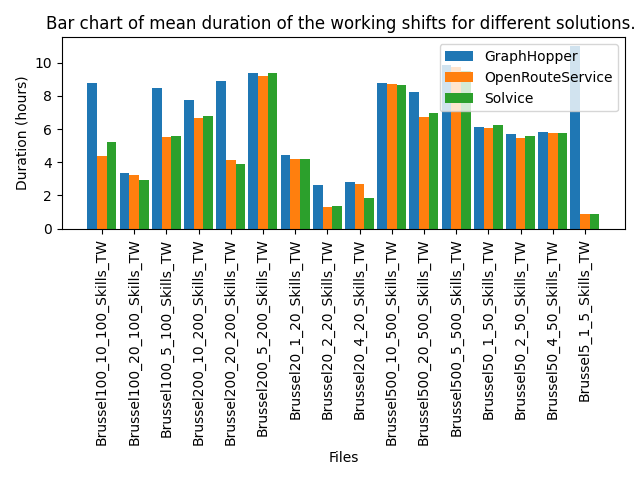 Bar chart of mean duration of the working shifts for different solutions.
GraphHopper
OpenRouteService
Solvice
Duration (hours)
10
8
6
4
2
0
Brussel100_10_100_Skills_TW
Brussel100_20_100_Skills_TW
Brussel100_5_100_Skills_TW
Brussel200_10_200_Skills_TW
Brussel200_20_200_Skills_TW
Brussel200_5_200_Skills_TW
Brussel20_1_20_Skills_TW
Brussel20_2_20_Skills_TW
Brussel20_4_20_Skills_TW
Brussel500_10_500_Skills_TW
Brussel500_20_500_Skills_TW
Brussel500_5_500_Skills_TW
Brussel50_1_50_Skills_TW
Brussel50_2_50_Skills_TW
Brussel50_4_50_Skills_TW
Brussel5_1_5_Skills_TW
Files